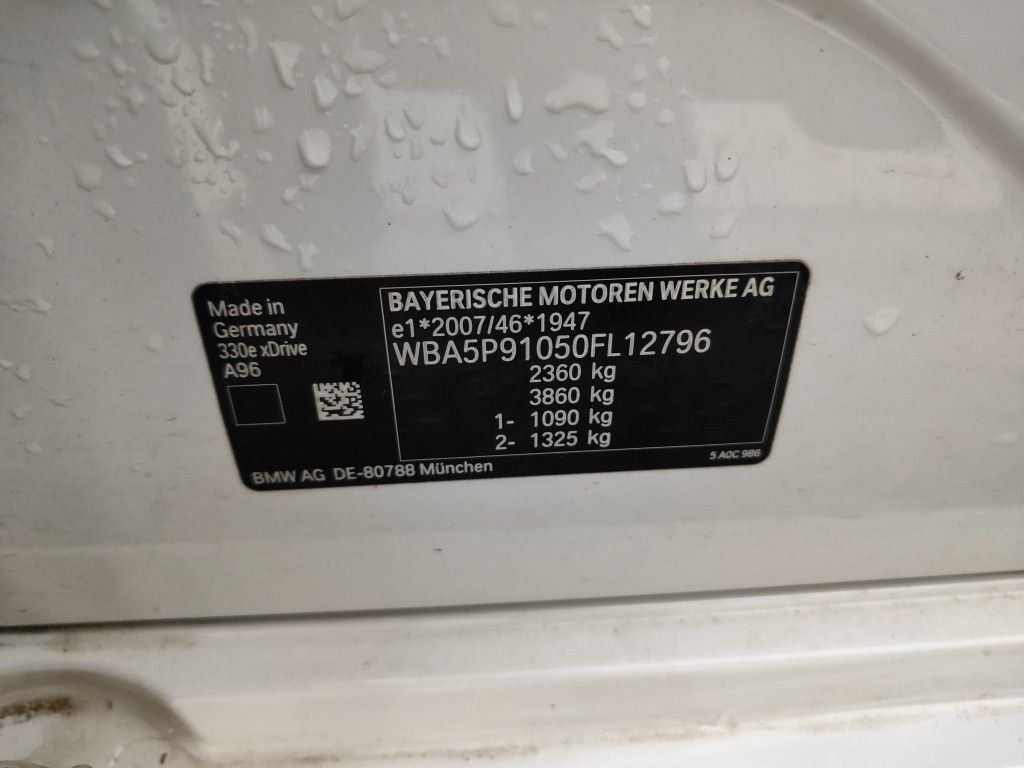 Made in
Germany
330e xDrive
A96
BAYERISCHE MOTOREN WERKE AG
e1*2007/46*1947
WBA5P91050FL12796
2360 kg
3860 kg
1- 1090 kg
2- 1325 kg
5 A0C 986
BMW AG DE-80788 München